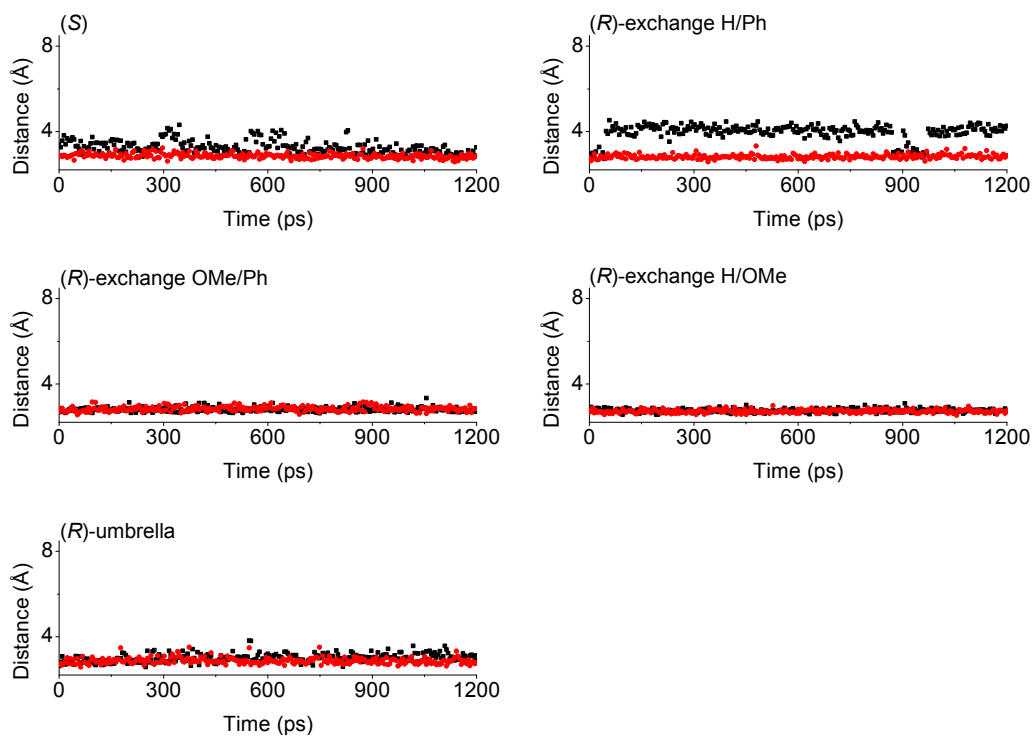 (S)
Distance (Å)
8
4
0 300 600 900 1200
Time (ps)
(R)-exchange H/Ph
Distance (Å)
8
4
0 300 600 900 1200
Time (ps)
(R)-exchange OMe/Ph
Distance (Å)
8
4
0 300 600 900 1200
Time (ps)
(R)-exchange H/OMe
Distance (Å)
8
4
0 300 600 900 1200
Time (ps)
(R)-umbrella
Distance (Å)
8
4
0 300 600 900 1200
Time (ps)